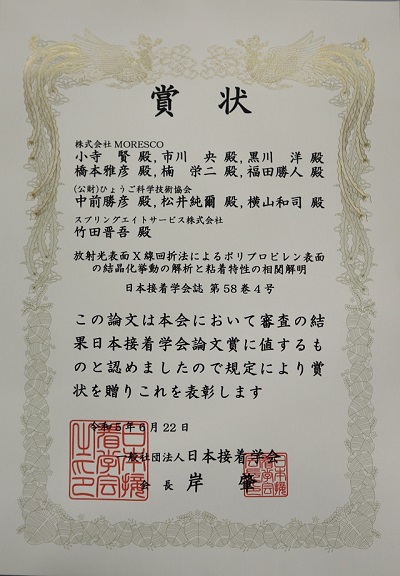 賞 状
株式会社 MORESCO
小寺 賢 殿,市川 央 殿,黒川 洋 殿
橋本雅彦 殿,楠 栄二 殿,福田勝人 殿
(公財)ひょうご科学技術協会
中前勝彦 殿,松井純爾 殿,横山和司 殿
スプリングエイトサービス株式会社
竹田晋吾 殿
放射光表面X線回折法によるポリプロピレン表面
の結晶化挙動の解析と粘着特性の相関解明
日本接着学会誌 第58巻4号
この論文は本会において審査の結
果日本接着学会論文賞に値するも
のと認めましたので規定により賞
状を贈りこれを表彰します
令和5年6月22日
一般社団法人 日本接着学会
会 長 岸 肇